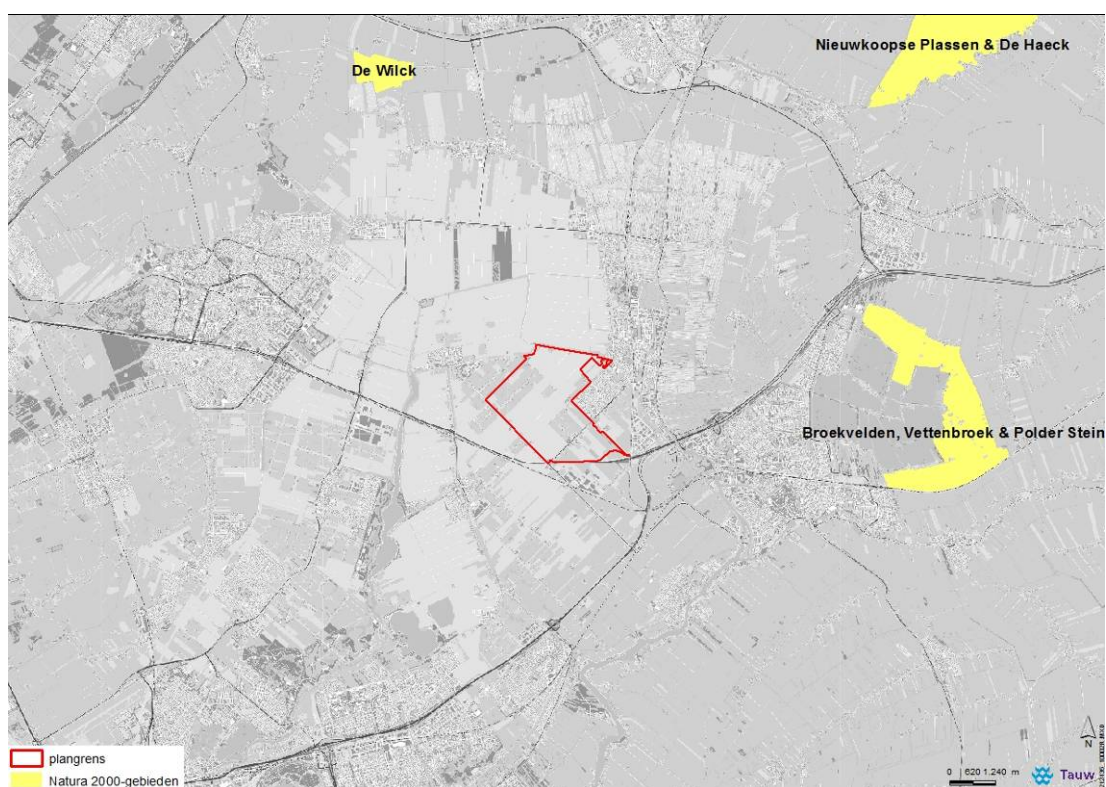 Nieuwkoopse Plassen & De Haeck
De Wilck
Broekvelden, Vettenbroek & Polder Stein
plangrens
Natura 2000-gebieden
N
0 620 1.240 m
Tauw